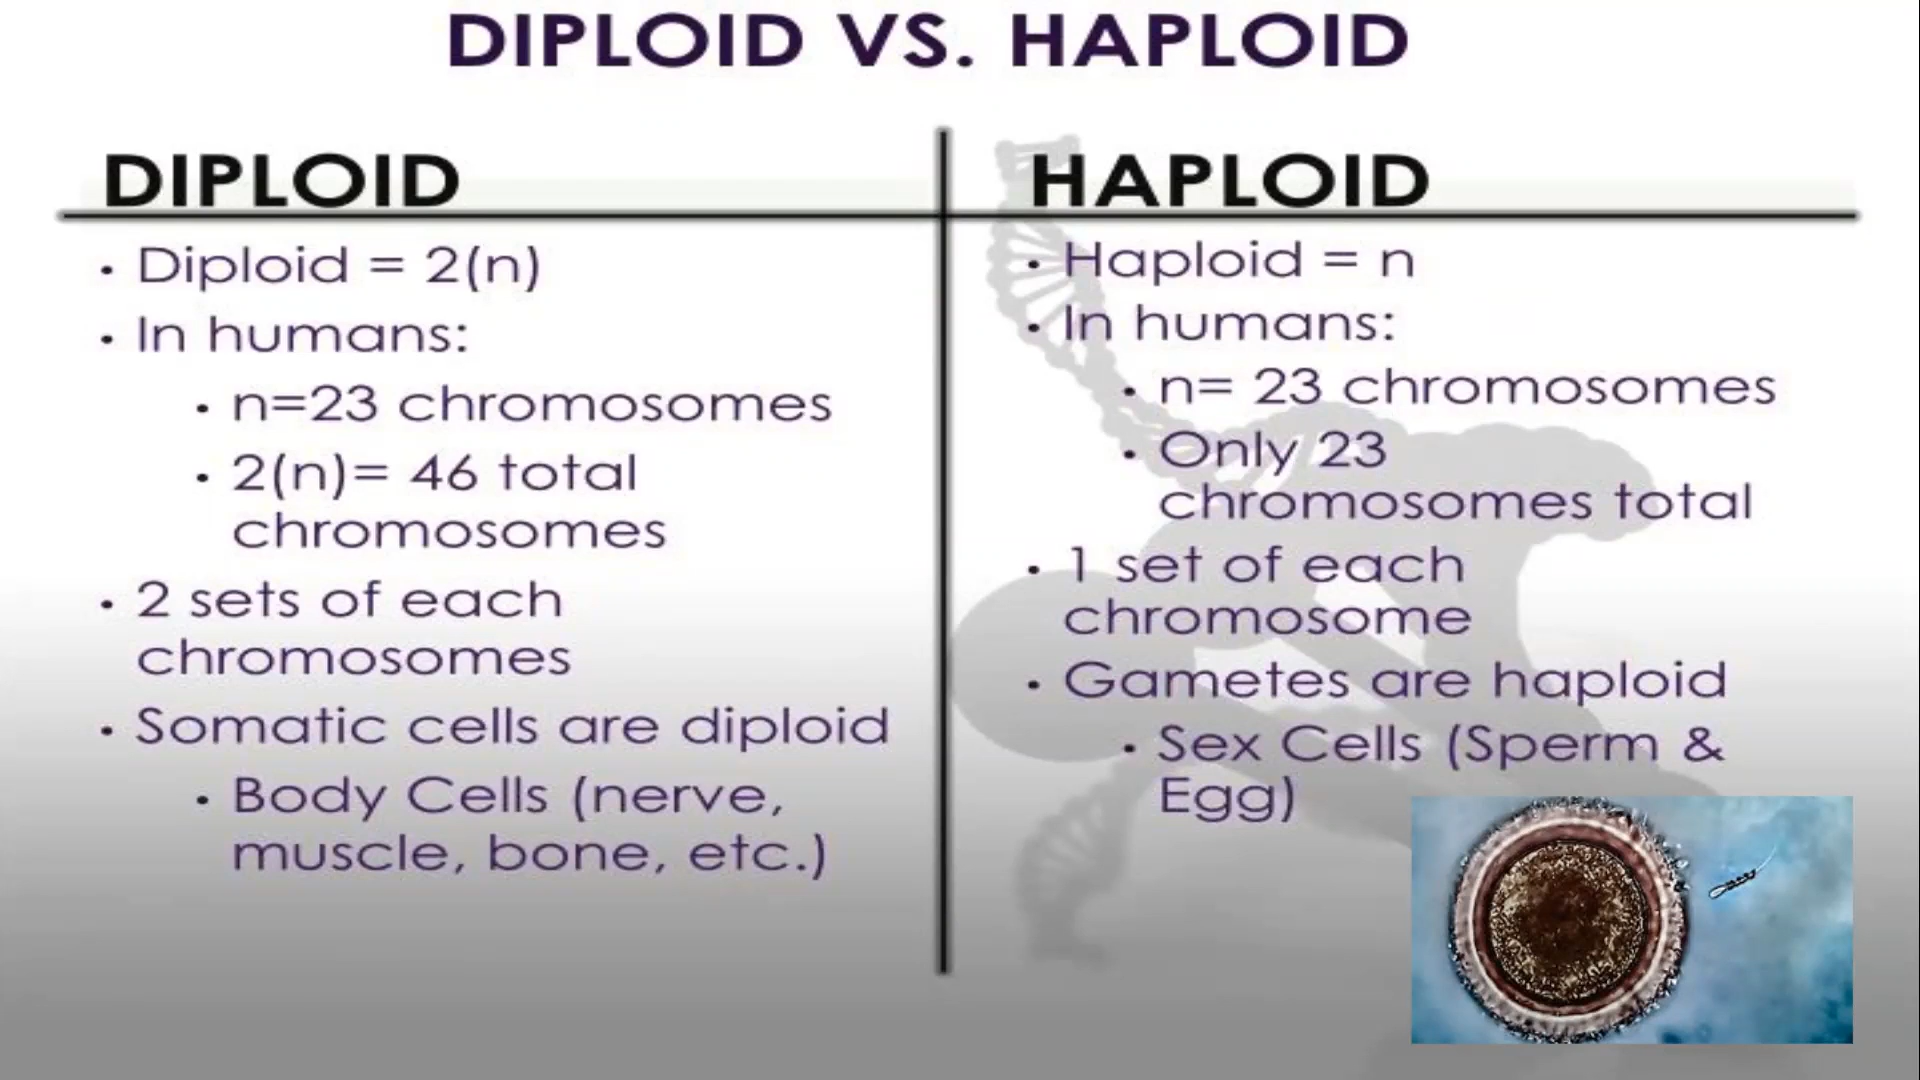 DIPLOID VS. HAPLOID
DIPLOID
• Diploid = 2(n)
• In humans:
• n=23 chromosomes
• 2(n)= 46 total
chromosomes
• 2 sets of each
chromosomes
• Somatic cells are diploid
• Body Cells (nerve,
muscle, bone, etc.)
HAPLOID
• Haploid = n
• In humans:
• n= 23 chromosomes
• Only 23
chromosomes total
• 1 set of each
chromosome
• Gametes are haploid
• Sex Cells (Sperm &
Egg)